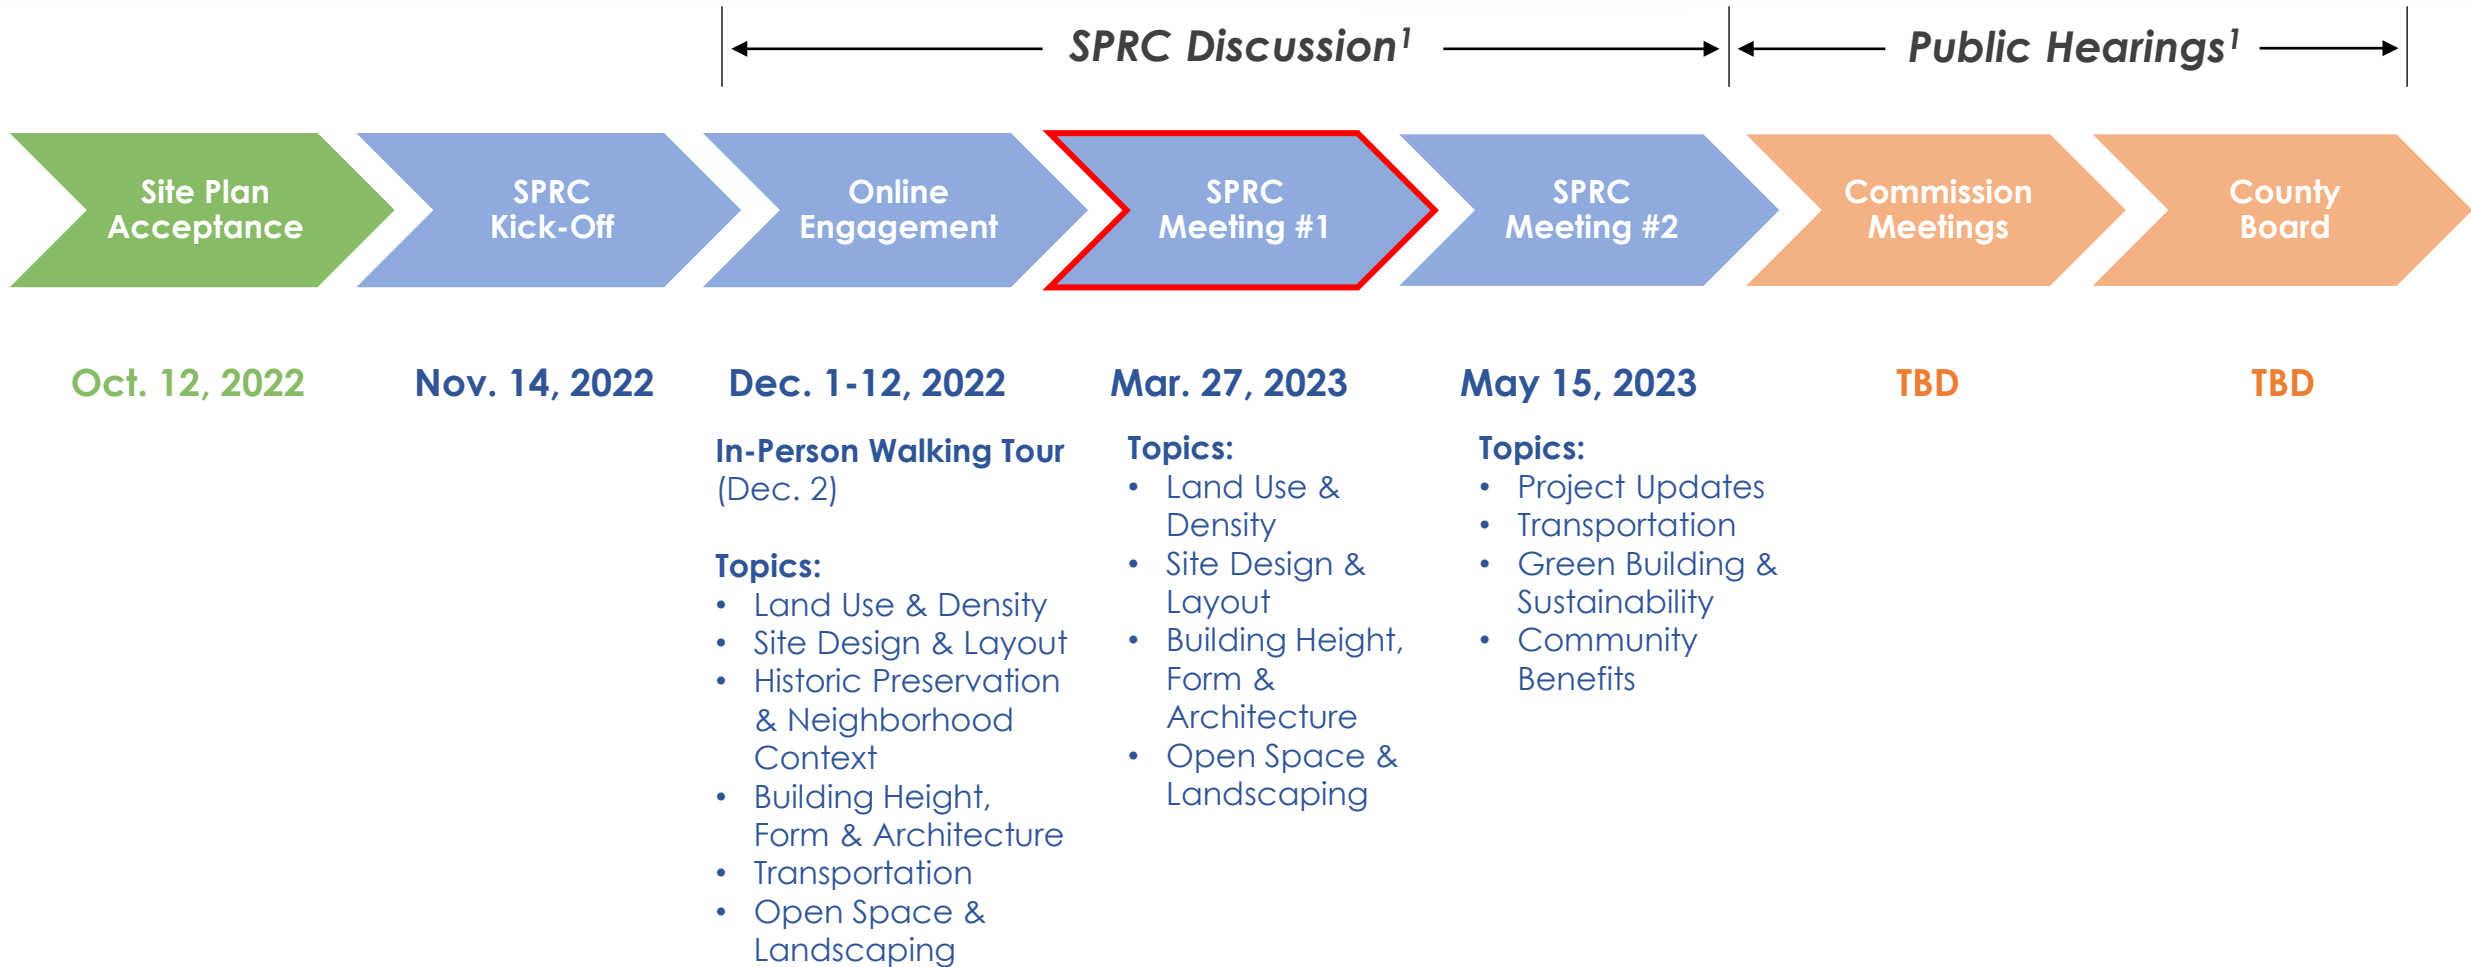 SPRC Discussion¹
Public Hearings¹
Site Plan
Acceptance
SPRC
Kick-Off
Online
Engagement
SPRC
Meeting #1
SPRC
Meeting #2
Commission
Meetings
County
Board
Oct. 12, 2022
Nov. 14, 2022
Dec. 1-12, 2022
Mar. 27, 2023
May 15, 2023
TBD
TBD
In-Person Walking Tour
(Dec. 2)
Topics:
• Land Use & Density
• Site Design & Layout
• Historic Preservation
& Neighborhood
Context
• Building Height,
Form & Architecture
• Transportation
• Open Space &
Landscaping
Topics:
• Land Use &
Density
• Site Design &
Layout
• Building Height,
Form &
Architecture
• Open Space &
Landscaping
Topics:
• Project Updates
• Transportation
• Green Building &
Sustainability
• Community
Benefits